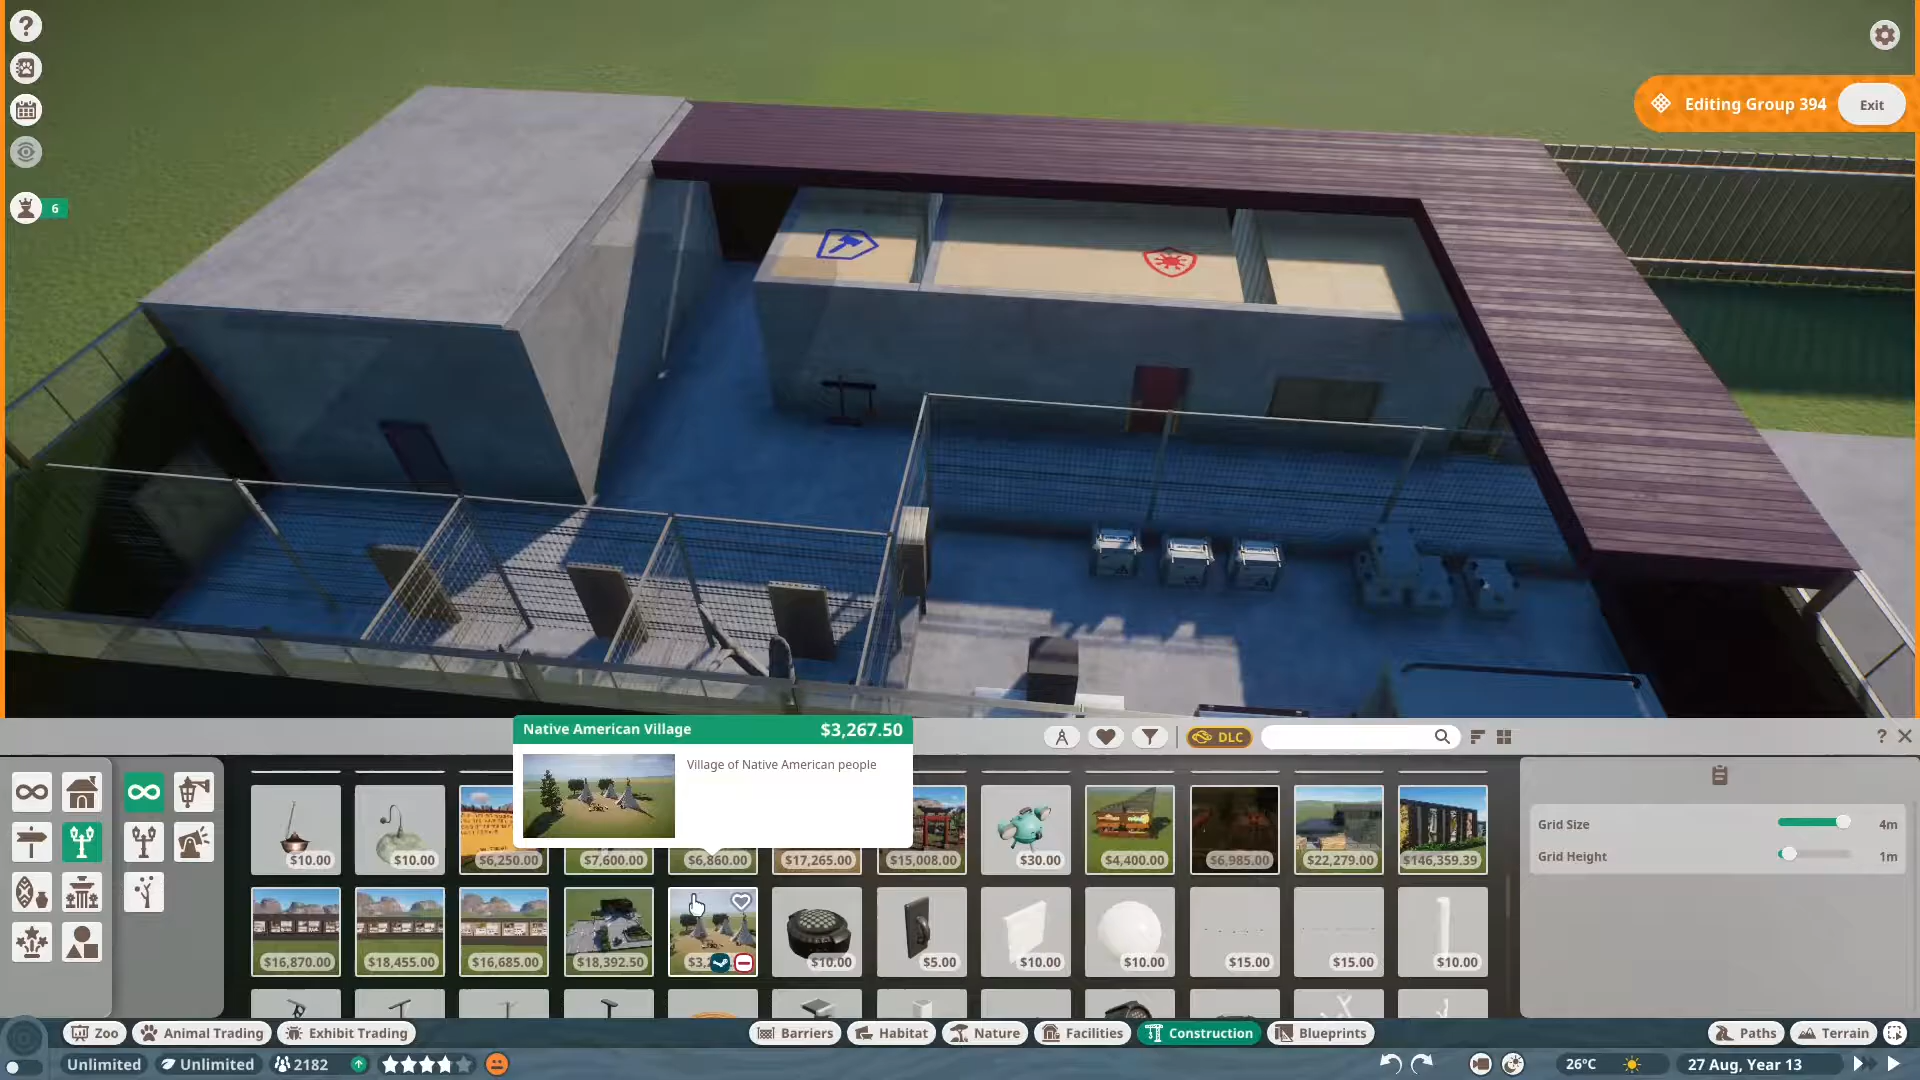 ?
Editing Group 394
Exit
6
Native American Village
$3,267.50
Village of Native American people
DLC
?
$10.00
$10.00
$6,250.00
$7,600.00
$6,860.00
$17,265.00
$15,008.00
$30.00
$4,400.00
$6,985.00
$22,279.00
$146,359.39
Grid Size
4m
Grid Height
1m
$16,870.00
$18,455.00
$16,685.00
$18,392.50
$10.00
$5.00
$10.00
$10.00
$15.00
$15.00
$10.00
Zoo
Animal Trading
Exhibit Trading
Barriers
Habitat
Nature
Facilities
Construction
Blueprints
Paths
Terrain
Unlimited
Unlimited
2182
26°C
27 Aug, Year 13